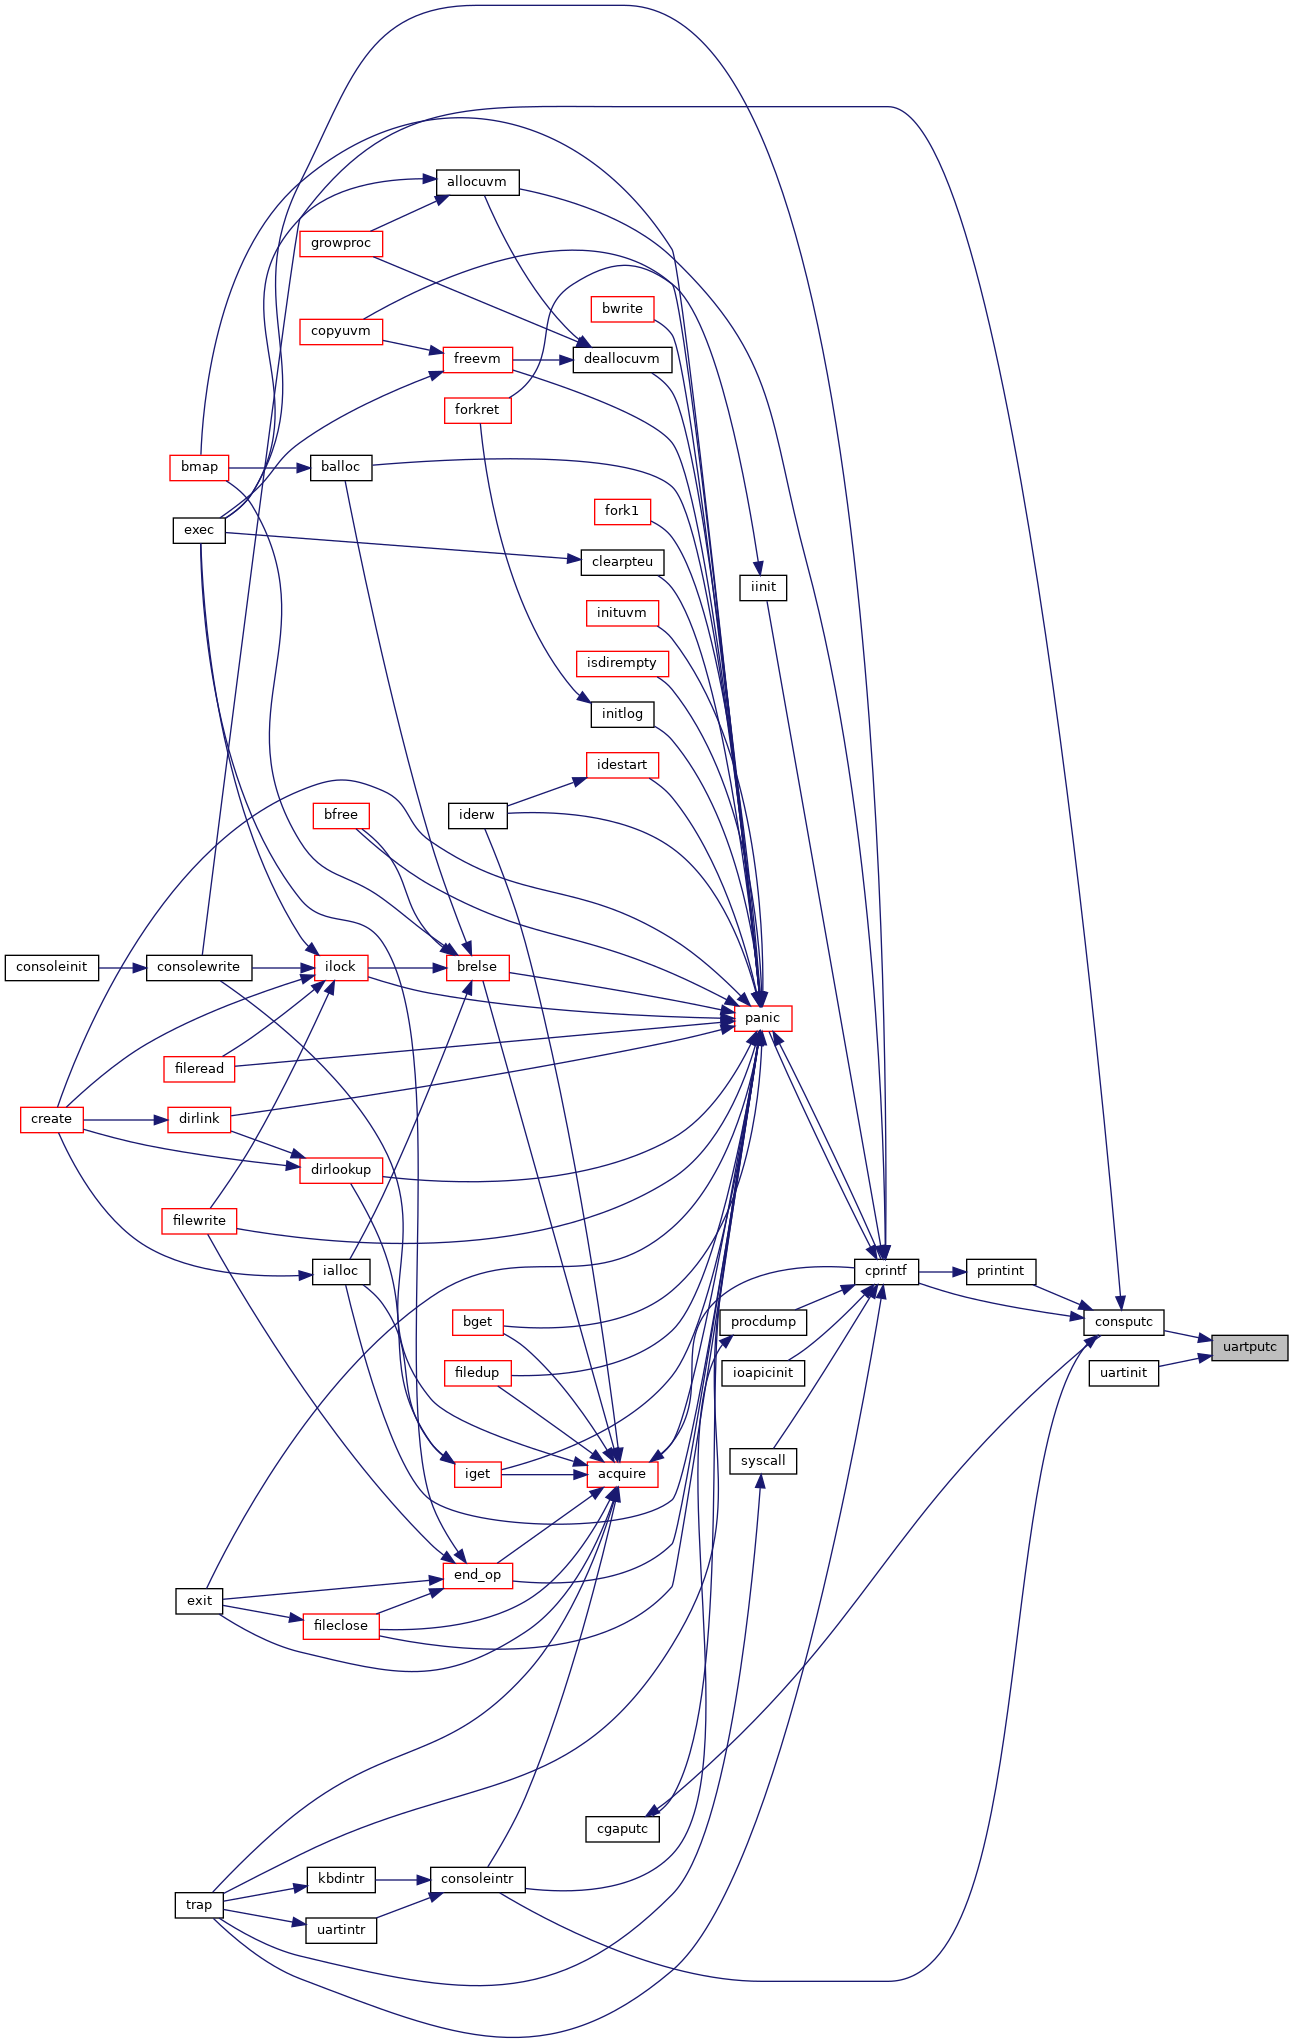 allocuvm
growproc
bwrite
copyuvm
freevm
deallocuvm
forkret
bmap
balloc
fork1
exec
clearpteu
iinit
inituvm
isdirempty
initlog
idestart
bfree
iderw
consoleinit
consolewrite
ilock
brelse
panic
fileread
create
dirlink
dirlookup
filewrite
ialloc
cprintf
printint
bget
procdump
consputc
uartputc
filedup
ioapicinit
uartinit
syscall
iget
acquire
end_op
exit
fileclose
cgaputc
kbdintr
consoleintr
trap
uartintr